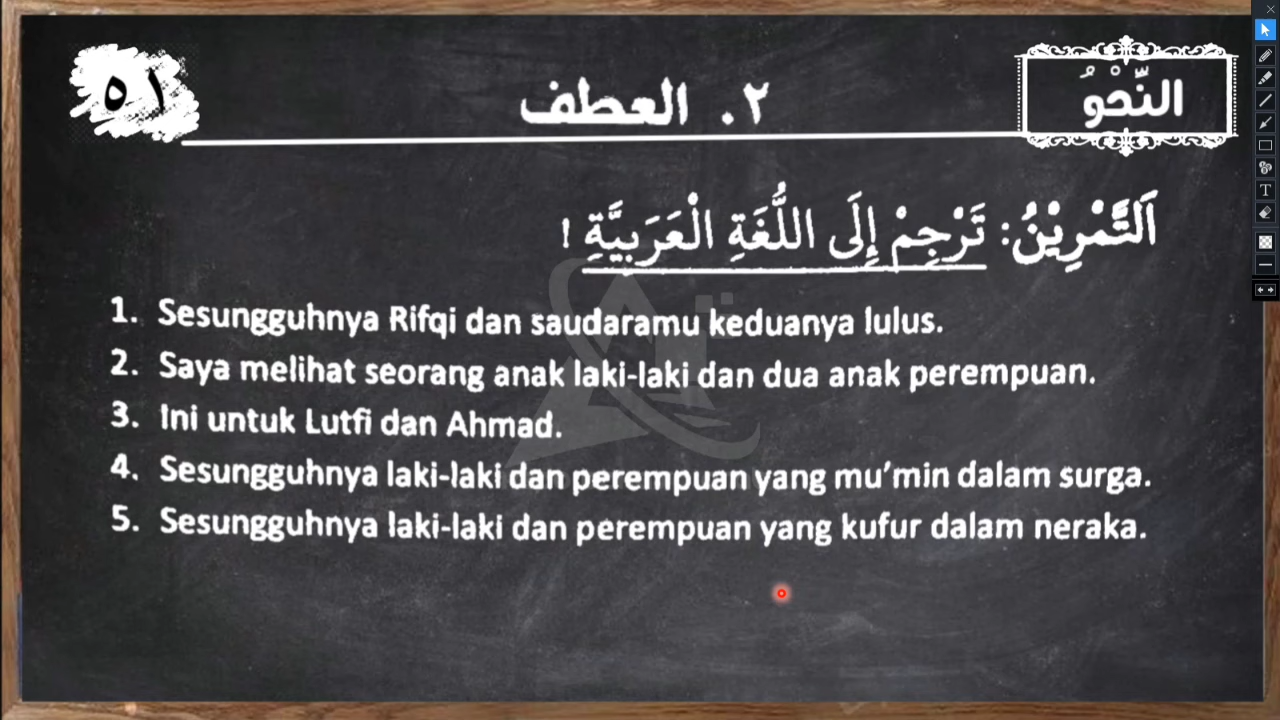 النَّحْوُ
٢. العطف
١٥
اَلتَّمْرِيْنُ: تَرْجِمْ إِلَى اللُّغَةِ الْعَرَبِيَّةِ !
1. Sesungguhnya Rifqi dan saudaramu keduanya lulus.
2. Saya melihat seorang anak laki-laki dan dua anak perempuan.
3. Ini untuk Lutfi dan Ahmad.
4. Sesungguhnya laki-laki dan perempuan yang mu'min dalam surga.
5. Sesungguhnya laki-laki dan perempuan yang kufur dalam neraka.